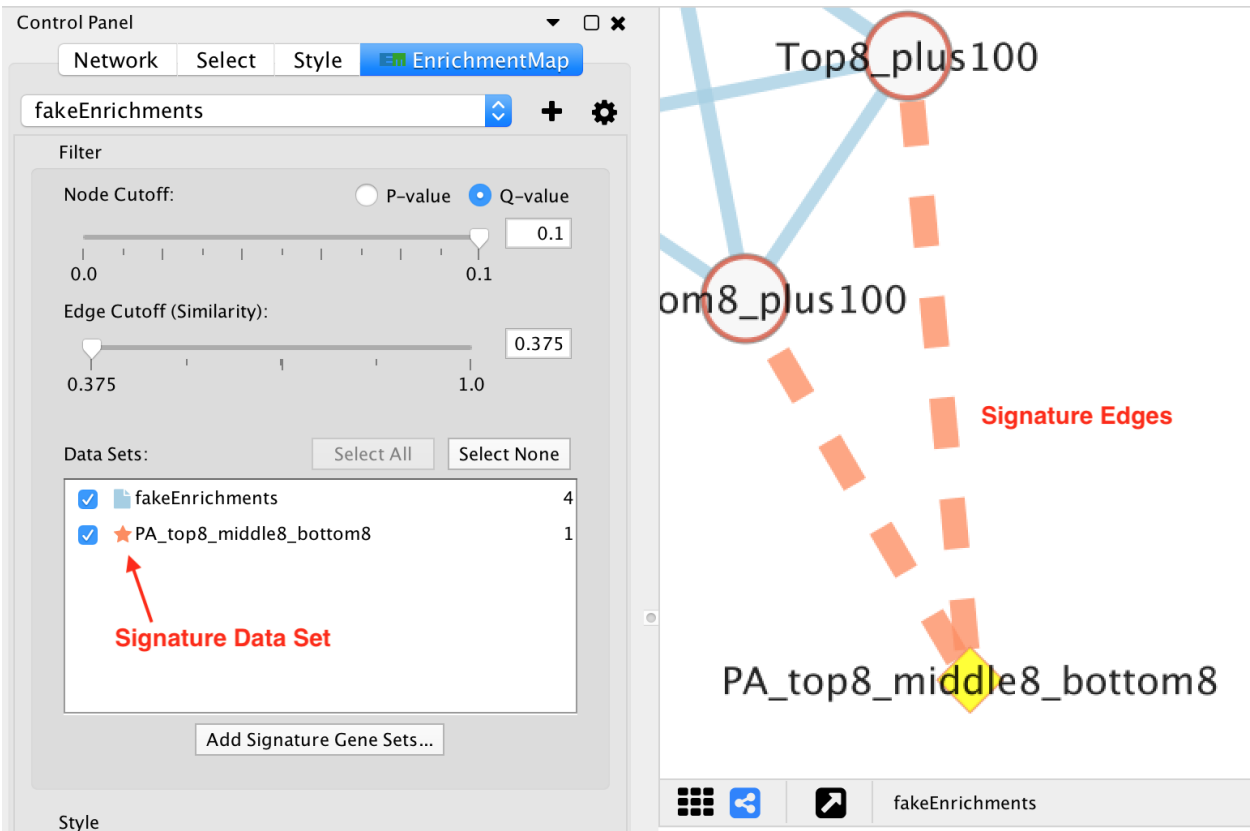 Control Panel
Network Select Style EnrichmentMap
fakeEnrichments
Filter
Node Cutoff: P-value Q-value
0.1
0.0 0.1
Edge Cutoff (Similarity):
0.375
0.375 1.0
Data Sets: Select All Select None
fakeEnrichments 4
PA_top8_middle8_bottom8 1
Signature Data Set
Add Signature Gene Sets...
Style
Top8_plus100
om8_plus100
Signature Edges
PA_top8_middle8_bottom8
fakeEnrichments